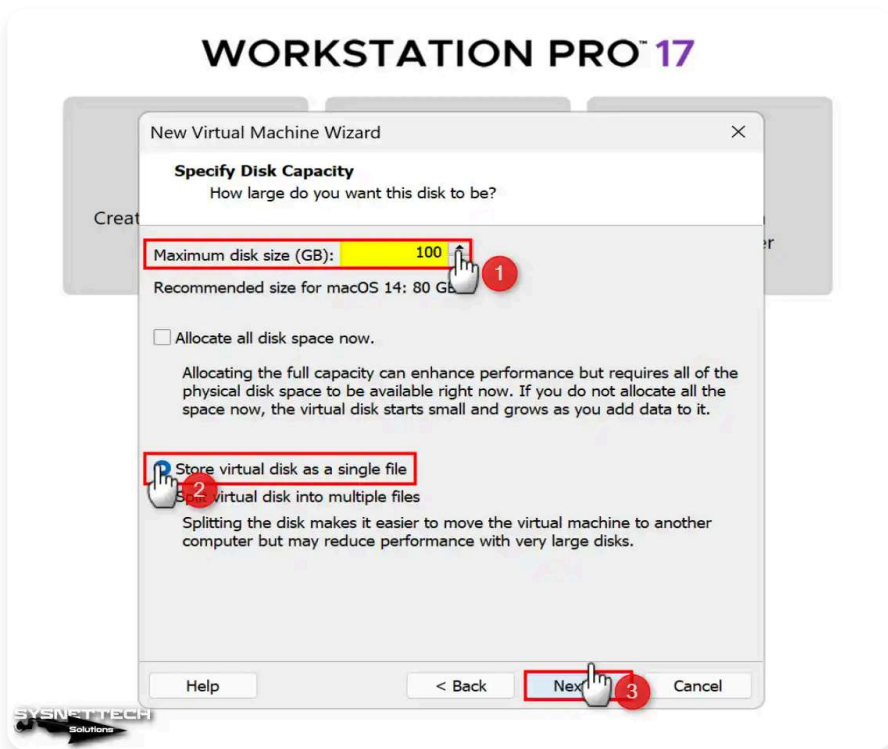 WORKSTATION PRO™ 17
New Virtual Machine Wizard
Specify Disk Capacity
How large do you want this disk to be?
Creat
er
Maximum disk size (GB): 100
1
Recommended size for macOS 14: 80 GB
Allocate all disk space now.
Allocating the full capacity can enhance performance but requires all of the
physical disk space to be available right now. If you do not allocate all the
space now, the virtual disk starts small and grows as you add data to it.
Store virtual disk as a single file
2
Split virtual disk into multiple files
Splitting the disk makes it easier to move the virtual machine to another
computer but may reduce performance with very large disks.
Help
< Back
Next
3
Cancel
SYSNETTECH
Solutions